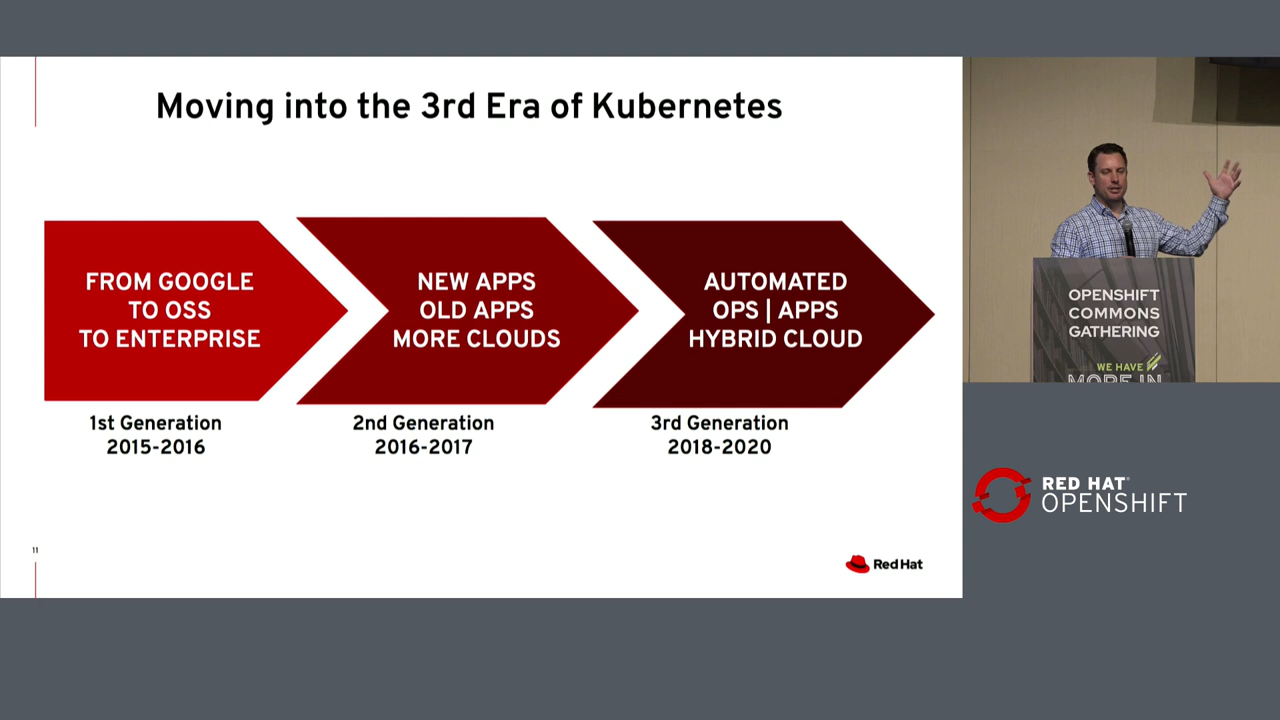 Moving into the 3rd Era of Kubernetes
FROM GOOGLE
TO OSS
TO ENTERPRISE
NEW APPS
OLD APPS
MORE CLOUDS
AUTOMATED
OPS | APPS
HYBRID CLOUD
1st Generation
2015-2016
2nd Generation
2016-2017
3rd Generation
2018-2020
11
Red Hat
OPENSHIFT
COMMONS
GATHERING
WE HAVE
MORE IN
RED HAT®
OPENSHIFT